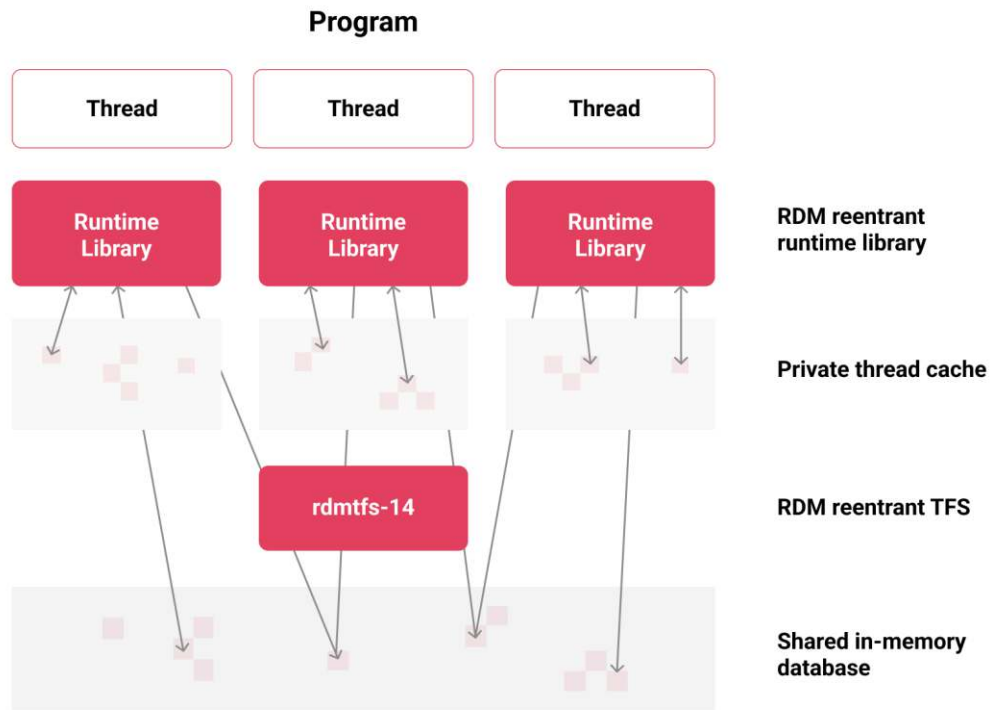 Program
Thread
Thread
Thread
Runtime
Library
Runtime
Library
Runtime
Library
RDM reentrant
runtime library
Private thread cache
rdmtfs-14
RDM reentrant TFS
Shared in-memory
database